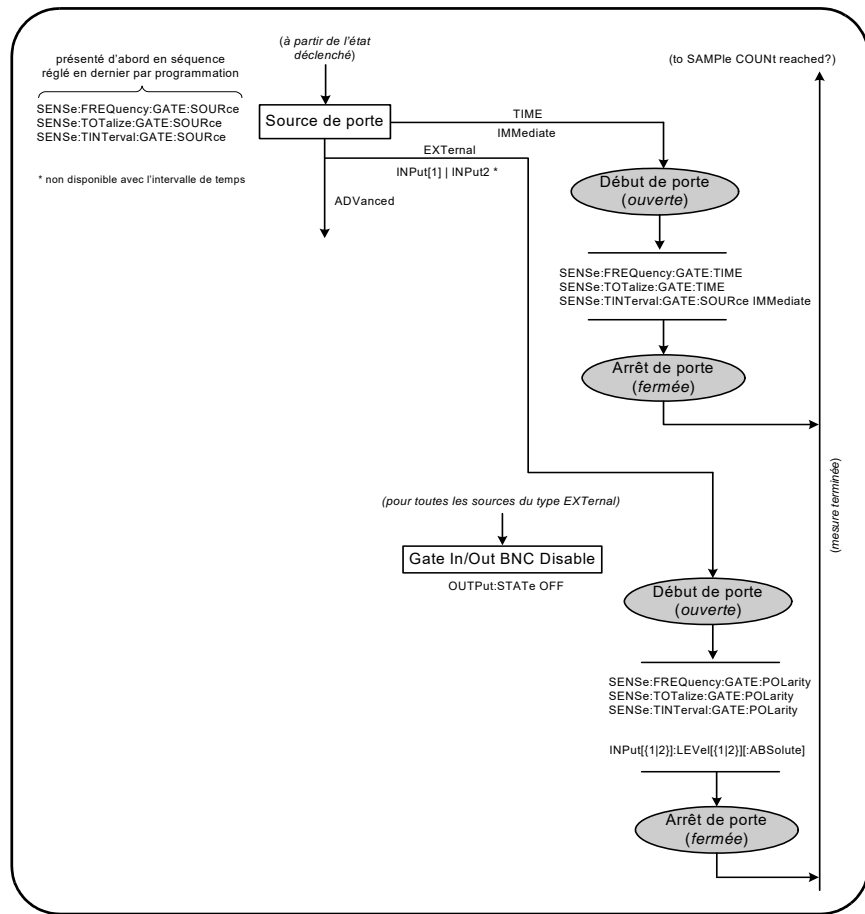 présenté d'abord en séquence
réglé en dernier par programmation
SENSe:FREQuency:GATE:SOURce
SENSe:TOTalize:GATE:SOURce
SENSe:TINTerval:GATE:SOURce
* non disponible avec l'intervalle de temps
(à partir de l'état
déclenché)
Source de porte
TIME
IMMediate
EXTernal
INPut[1] | INPut2 *
ADVanced
(to SAMPle COUNt reached?)
Début de porte
(ouverte)
SENSe:FREQuency:GATE:TIME
SENSe:TOTalize:GATE:TIME
SENSe:TINTerval:GATE:SOURce IMMediate
Arrêt de porte
(fermée)
(mesure terminée)
(pour toutes les sources du type EXTernal)
Gate In/Out BNC Disable
OUTPut:STATe OFF
Début de porte
(ouverte)
SENSe:FREQuency:GATE:POLarity
SENSe:TOTalize:GATE:POLarity
SENSe:TINTerval:GATE:POLarity
INPut[{1|2}]:LEVel[{1|2}][:ABSolute]
Arrêt de porte
(fermée)